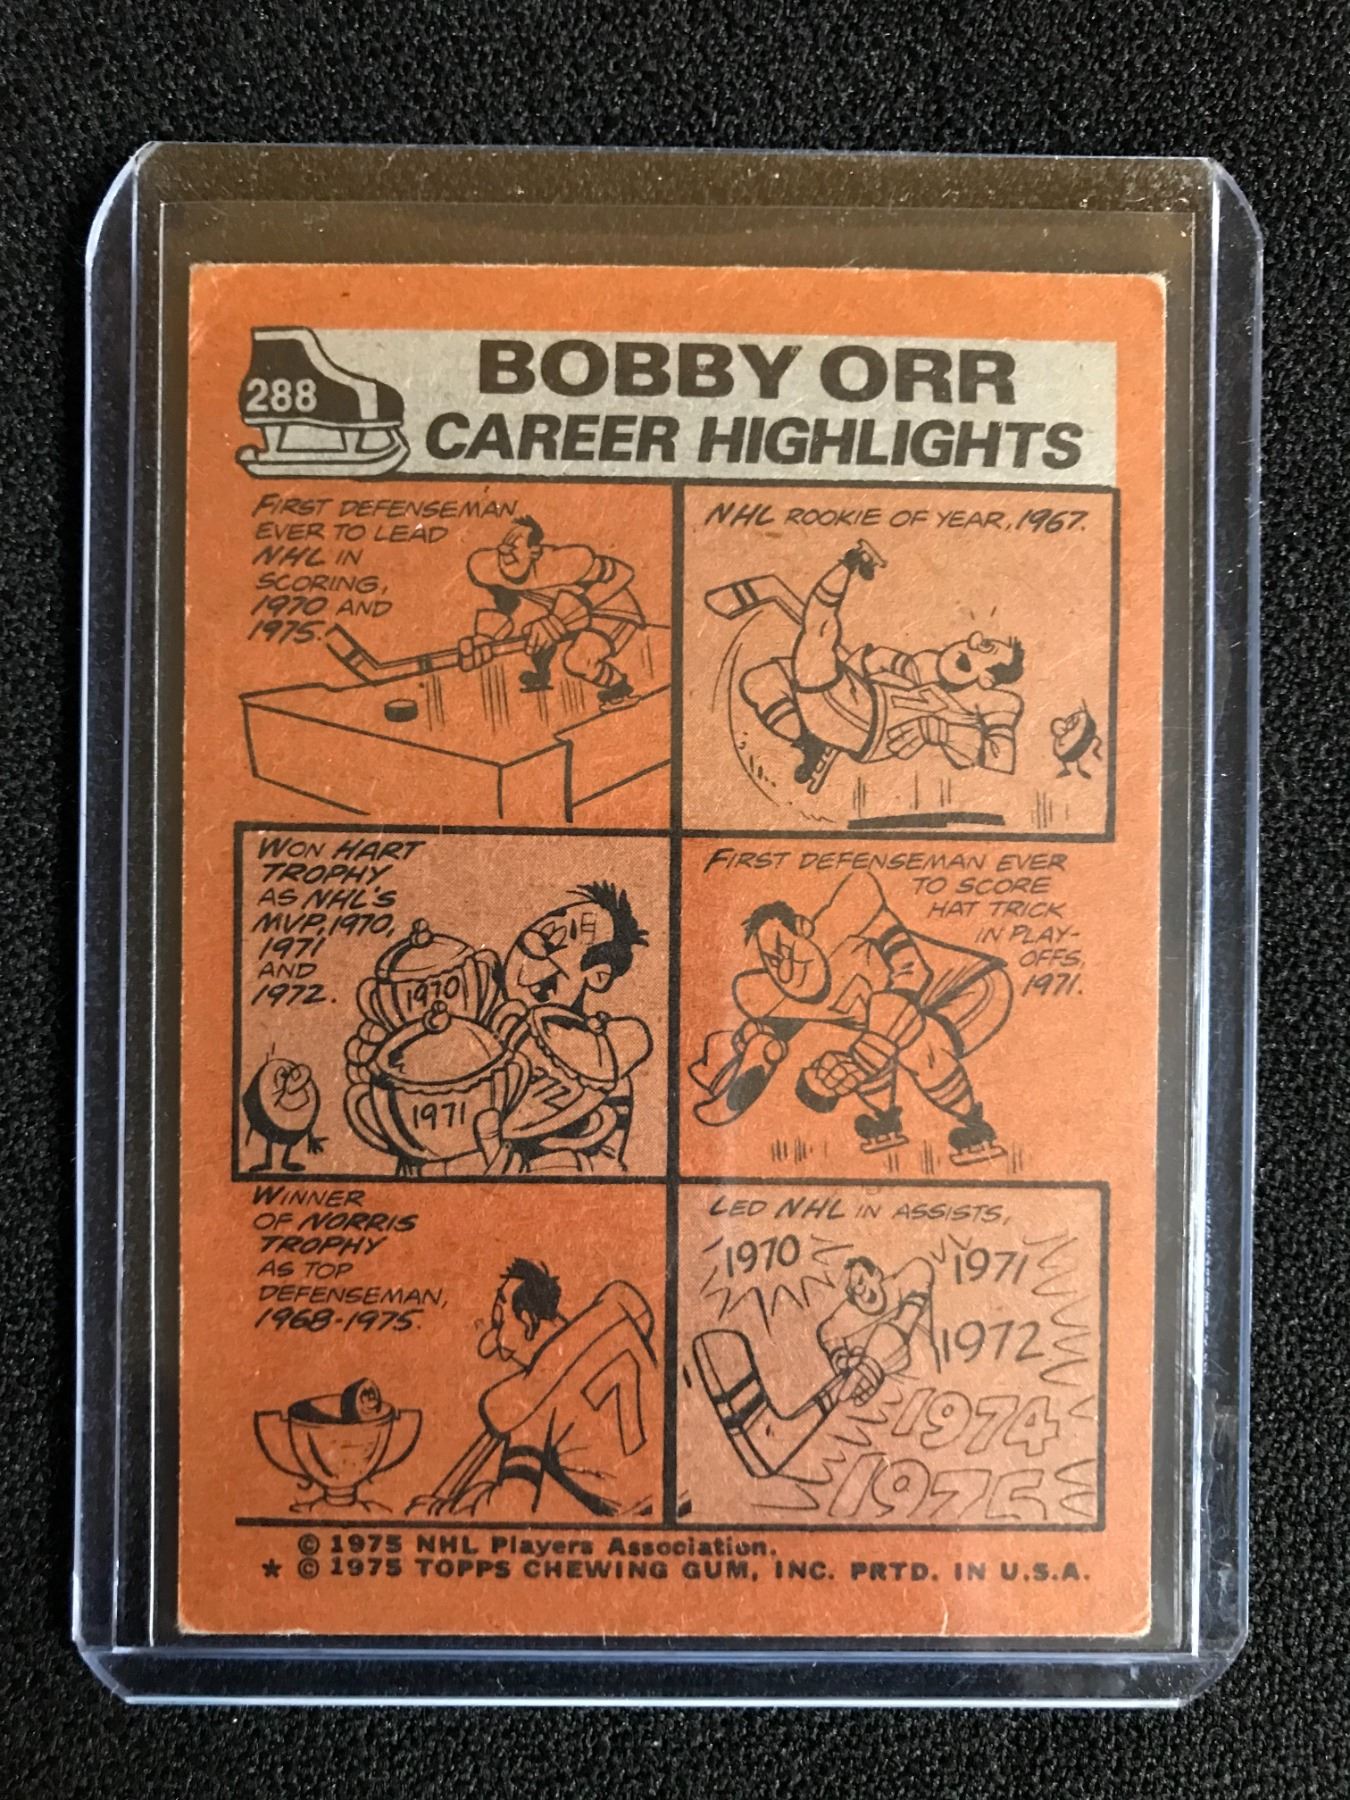 288
BOBBY ORR
CAREER HIGHLIGHTS
FIRST DEFENSEMAN
EVER TO LEAD
NHL IN
SCORING,
1970 AND
1975.
NHL ROOKIE OF YEAR, 1967.
WON HART
TROPHY
AS NHL'S
MVP, 1970,
1971
AND
1972.
1970
1971
'72
FIRST DEFENSEMAN EVER
TO SCORE
HAT TRICK
IN PLAY-
OFFS,
1971.
WINNER
OF NORRIS
TROPHY
AS TOP
DEFENSEMAN,
1968-1975.
7
LED NHL IN ASSISTS,
1970
1971
1972
1974
1975
© 1975 NHL Players Association.
★ © 1975 TOPPS CHEWING GUM, INC. PRTD. IN U.S.A.